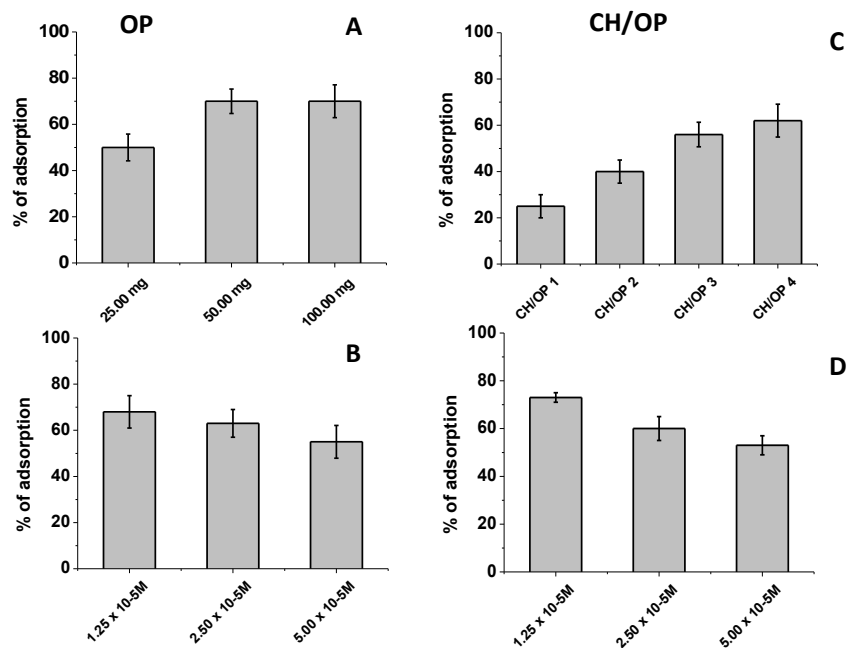 OP
A
% of adsorption
100
80
60
40
20
0
25.00 mg
50.00 mg
100.00 mg
CH/OP
C
% of adsorption
100
80
60
40
20
0
CH/OP 1
CH/OP 2
CH/OP 3
CH/OP 4
B
% of adsorption
100
80
60
40
20
0
1.25 x 10-5M
2.50 x 10-5M
5.00 x 10-5M
D
% of adsorption
100
80
60
40
20
0
1.25 x 10-5M
2.50 x 10-5M
5.00 x 10-5M